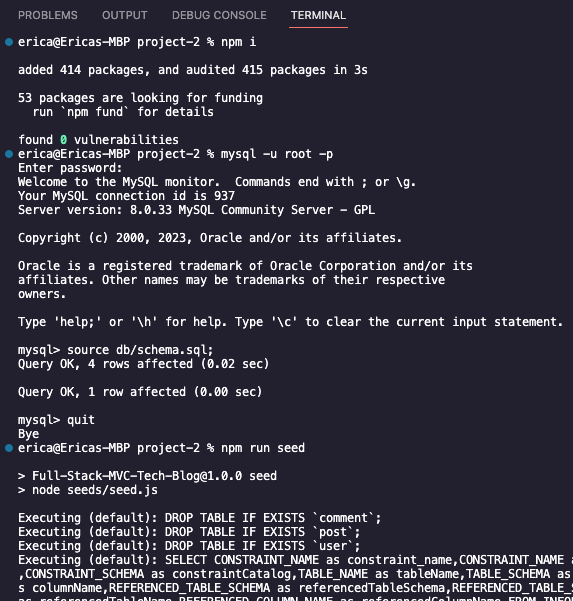 PROBLEMS OUTPUT DEBUG CONSOLE TERMINAL
erica@Ericas-MBP project-2 % npm i
added 414 packages, and audited 415 packages in 3s
53 packages are looking for funding
run `npm fund` for details
found 0 vulnerabilities
erica@Ericas-MBP project-2 % mysql -u root -p
Enter password:
Welcome to the MySQL monitor.  Commands end with ; or \g.
Your MySQL connection id is 937
Server version: 8.0.33 MySQL Community Server - GPL
Copyright (c) 2000, 2023, Oracle and/or its affiliates.
Oracle is a registered trademark of Oracle Corporation and/or its
affiliates. Other names may be trademarks of their respective
owners.
Type 'help;' or '\h' for help. Type '\c' to clear the current input statement.
mysql> source db/schema.sql;
Query OK, 4 rows affected (0.02 sec)
Query OK, 1 row affected (0.00 sec)
mysql> quit
Bye
erica@Ericas-MBP project-2 % npm run seed
> Full-Stack-MVC-Tech-Blog@1.0.0 seed
> node seeds/seed.js
Executing (default): DROP TABLE IF EXISTS `comment`;
Executing (default): DROP TABLE IF EXISTS `post`;
Executing (default): DROP TABLE IF EXISTS `user`;
Executing (default): SELECT CONSTRAINT_NAME as constraint_name,CONSTRAINT_NAME
,CONSTRAINT_SCHEMA as constraintCatalog,TABLE_NAME as tableName,TABLE_SCHEMA as
s columnName,REFERENCED_TABLE_SCHEMA as referencedTableSchema,REFERENCED_TABLE_
as referencedTableName,REFERENCED_COLUMN_NAME as referencedColumnName FROM